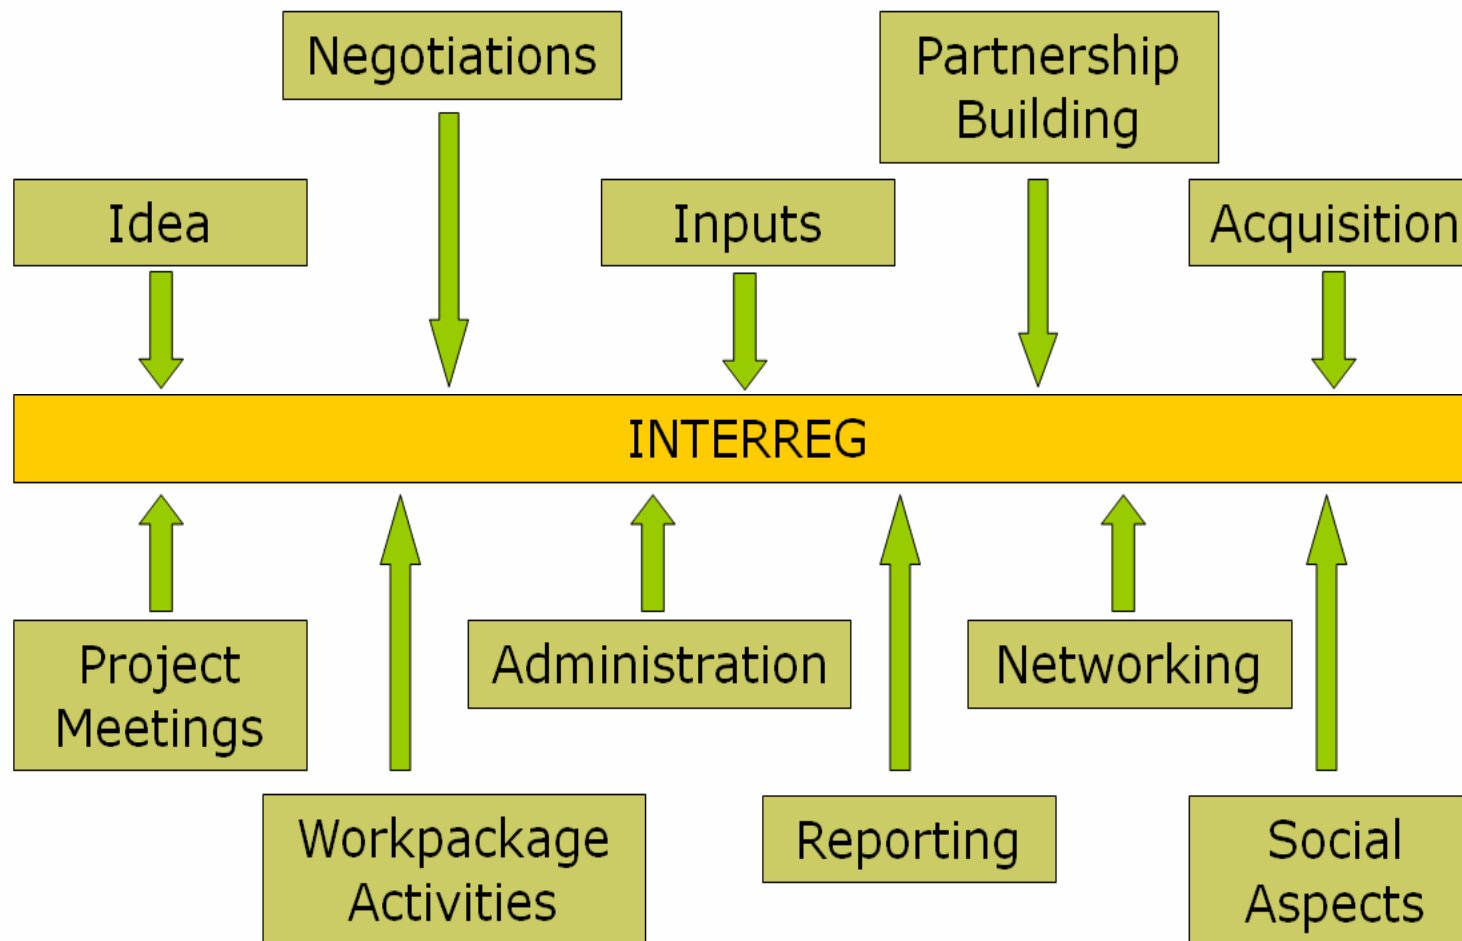 Negotiations
Partnership
Building
Idea
Inputs
Acquisition
INTERREG
Project
Meetings
Administration
Networking
Workpackage
Activities
Reporting
Social
Aspects